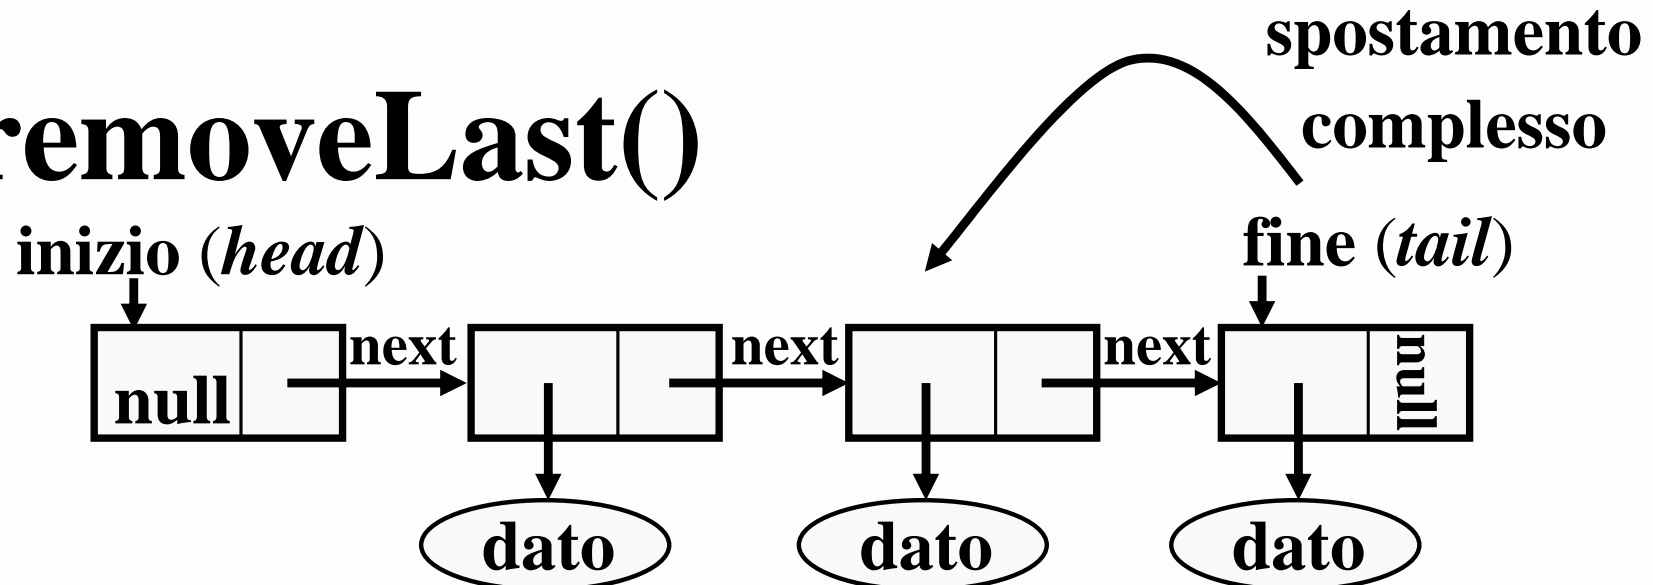 spostamento
complesso
removeLast()
inizio (head)
fine (tail)
next
next
next
null
null
dato
dato
dato